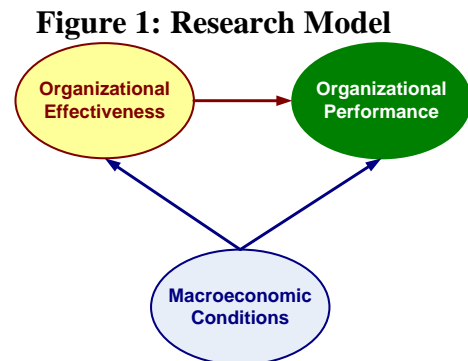 Figure 1: Research Model
Organizational
Effectiveness
Organizational
Performance
Macroeconomic
Conditions